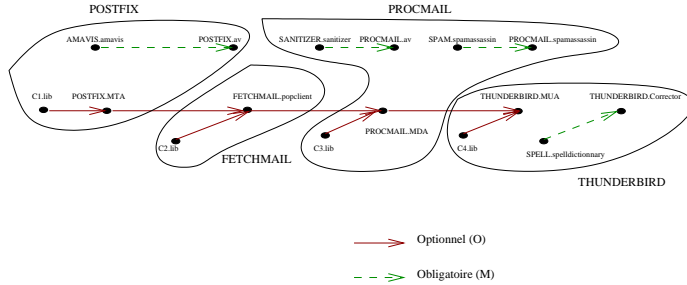 POSTFIX
PROCMAIL
AMAVIS.amavis
POSTFIX.av
SANITIZER.sanitizer
PROCMAIL.av
SPAM.spamassassin
PROCMAIL.spamassassin
C1.lib
POSTFIX.MTA
FETCHMAIL.popclient
THUNDERBIRD.MUA
THUNDERBIRD.Corrector
C2.lib
C3.lib
PROCMAIL.MDA
C4.lib
SPELL.spelldictionnary
FETCHMAIL
THUNDERBIRD
Optionnel (O)
Obligatoire (M)